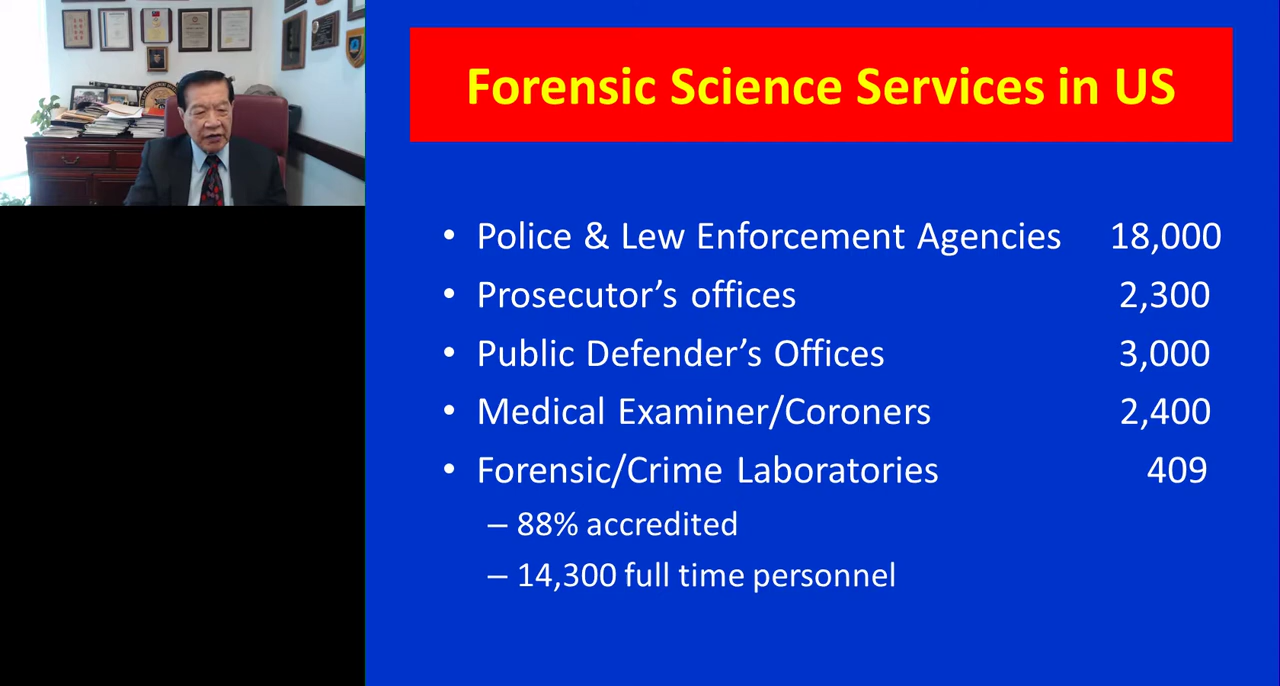 Forensic Science Services in US
• Police & Lew Enforcement Agencies 18,000
• Prosecutor’s offices 2,300
• Public Defender’s Offices 3,000
• Medical Examiner/Coroners 2,400
• Forensic/Crime Laboratories 409
– 88% accredited
– 14,300 full time personnel